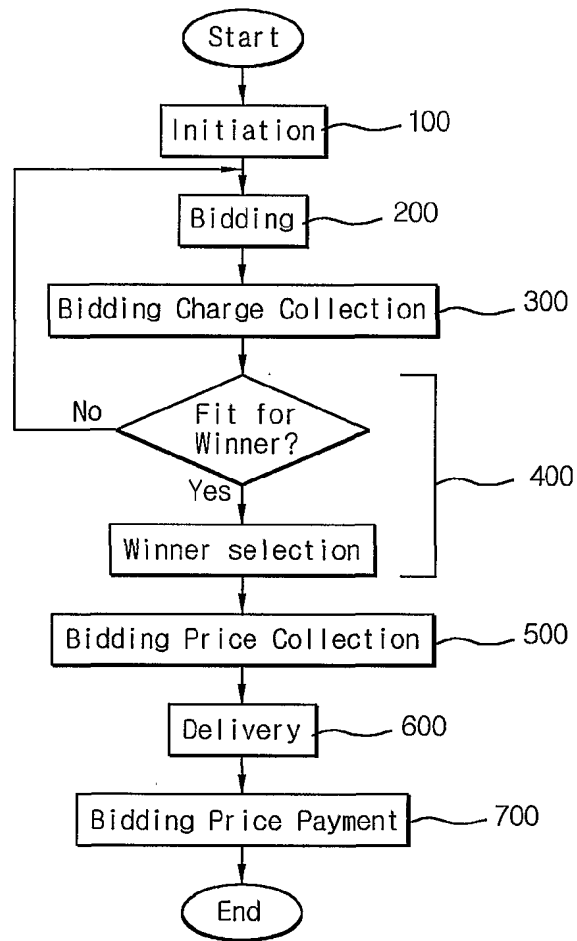 Start
Initiation
100
Bidding
200
Bidding Charge Collection
300
Fit for
Winner?
No
Yes
400
Winner selection
Bidding Price Collection
500
Delivery
600
Bidding Price Payment
700
End